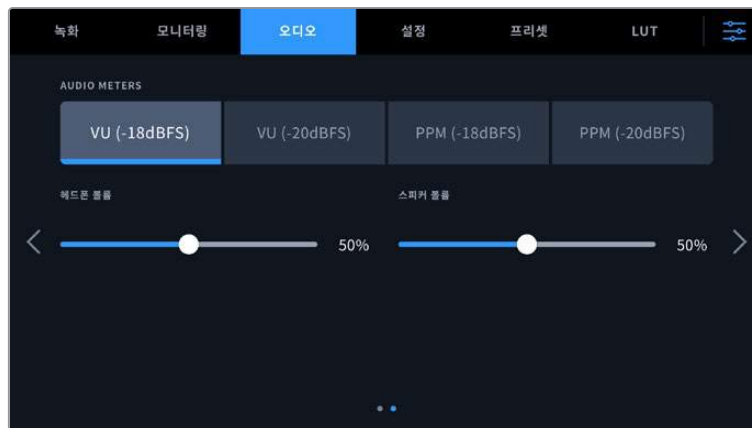 녹화 모니터링 오디오 설정 프리셋 LUT
AUDIO METERS
VU (-18dBFS) VU (-20dBFS) PPM (-18dBFS) PPM (-20dBFS)
헤드폰 볼륨 스피커 볼륨
50% 50%